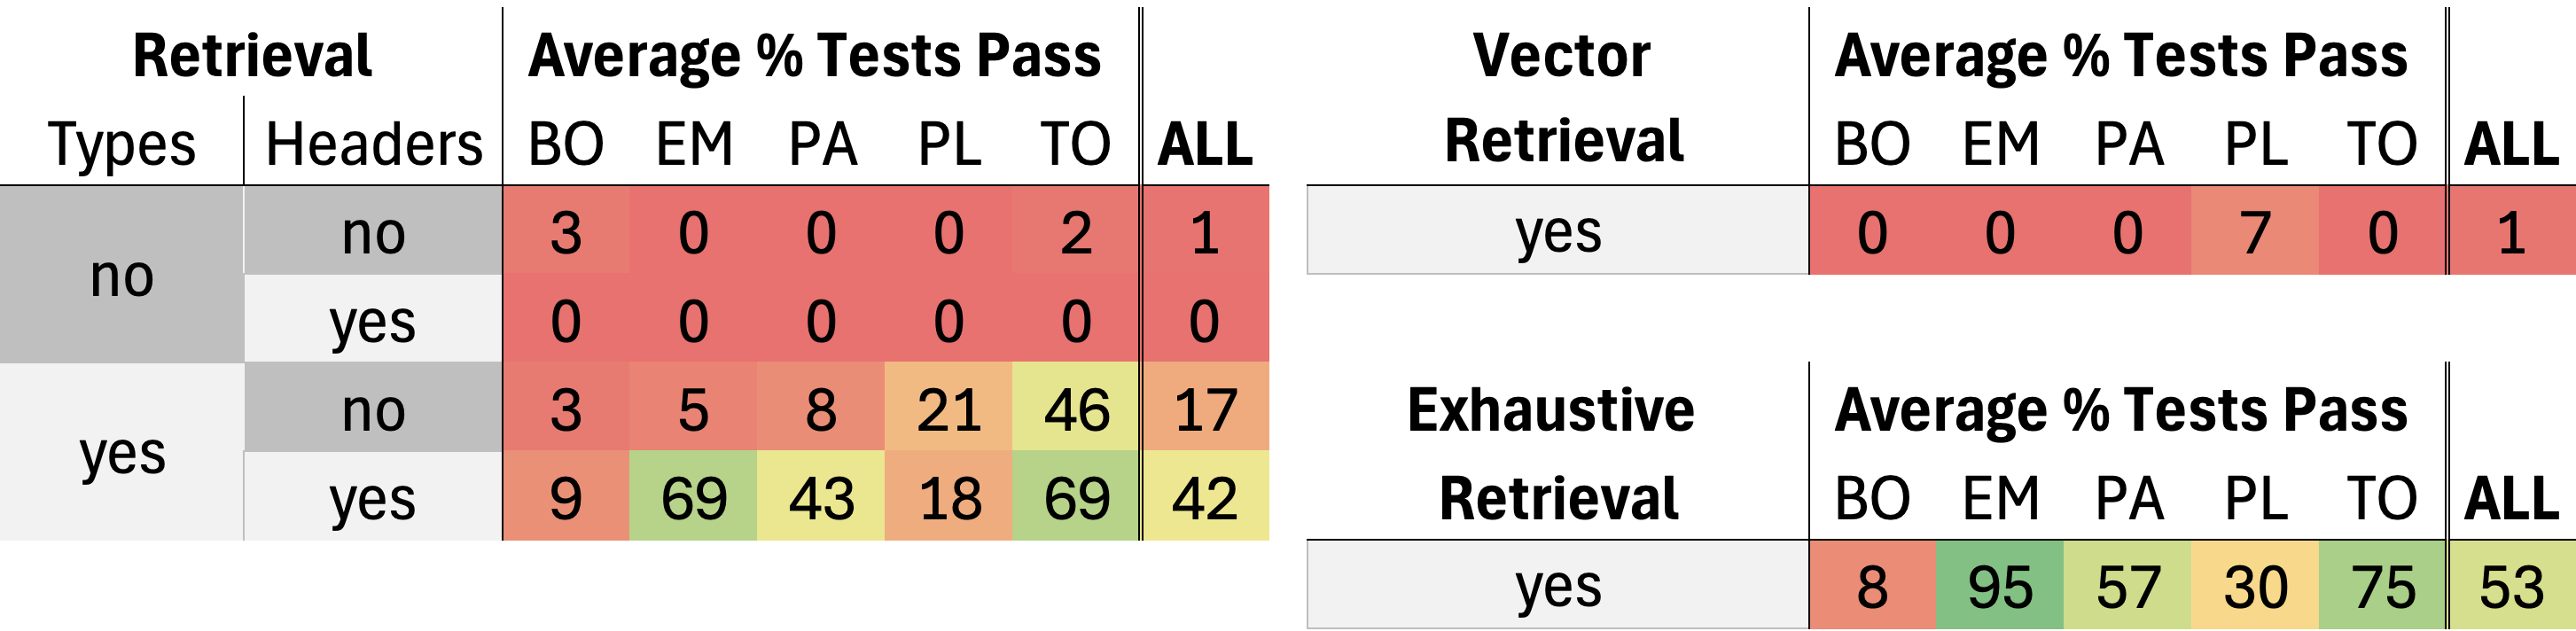 Retrieval Average % Tests Pass
Types Headers BO EM PA PL TO ALL
no no 3 0 0 0 2 1
yes 0 0 0 0 0 0
yes no 3 5 8 21 46 17
yes 9 69 43 18 69 42
Vector Average % Tests Pass
Retrieval BO EM PA PL TO ALL
yes 0 0 0 7 0 1
Exhaustive Average % Tests Pass
Retrieval BO EM PA PL TO ALL
yes 8 95 57 30 75 53